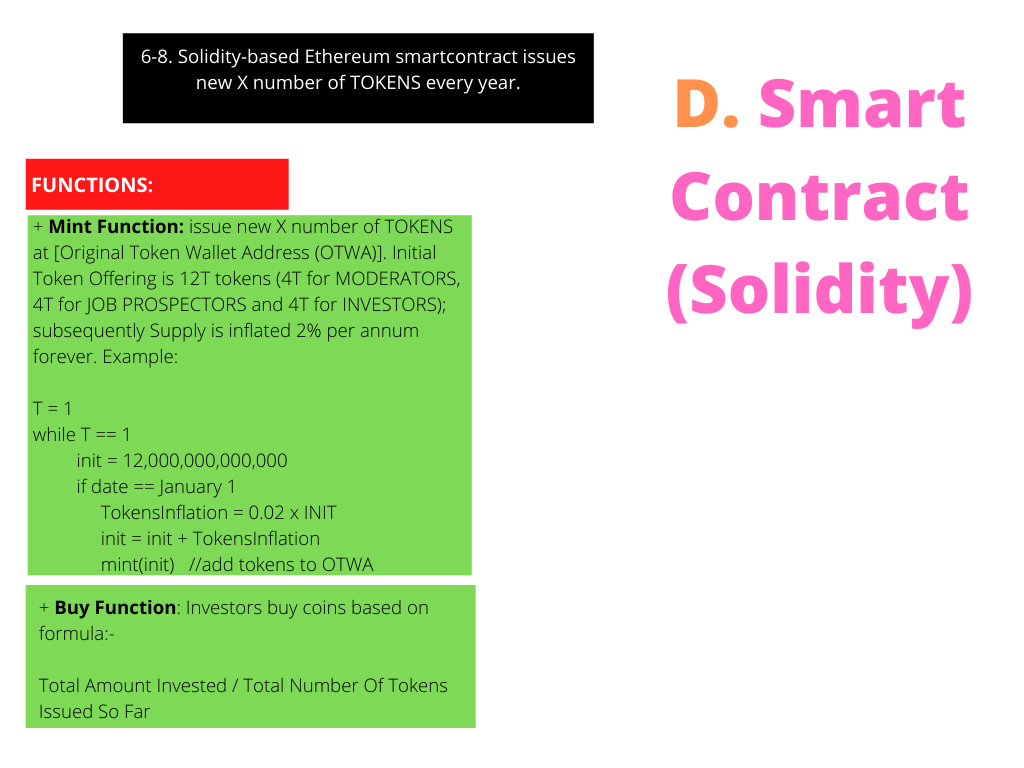 6-8. Solidity-based Ethereum smartcontract issues
new X number of TOKENS every year.
D. Smart
Contract
(Solidity)
FUNCTIONS:
+ Mint Function: issue new X number of TOKENS
at [Original Token Wallet Address (OTWA)]. Initial
Token Offering is 12T tokens (4T for MODERATORS,
4T for JOB PROSPECTORS and 4T for INVESTORS);
subsequently Supply is inflated 2% per annum
forever. Example:
T = 1
while T == 1
init = 12,000,000,000,000
if date == January 1
TokensInflation = 0.02 x INIT
init = init + TokensInflation
mint(init) //add tokens to OTWA
+ Buy Function: Investors buy coins based on
formula:-
Total Amount Invested / Total Number Of Tokens
Issued So Far